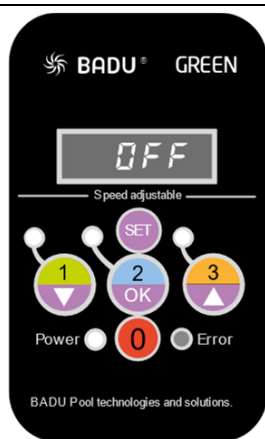 BADU® GREEN
OFF
Speed adjustable
SET
1 2 3
OK
Power 0 Error
BADU Pool technologies and solutions.